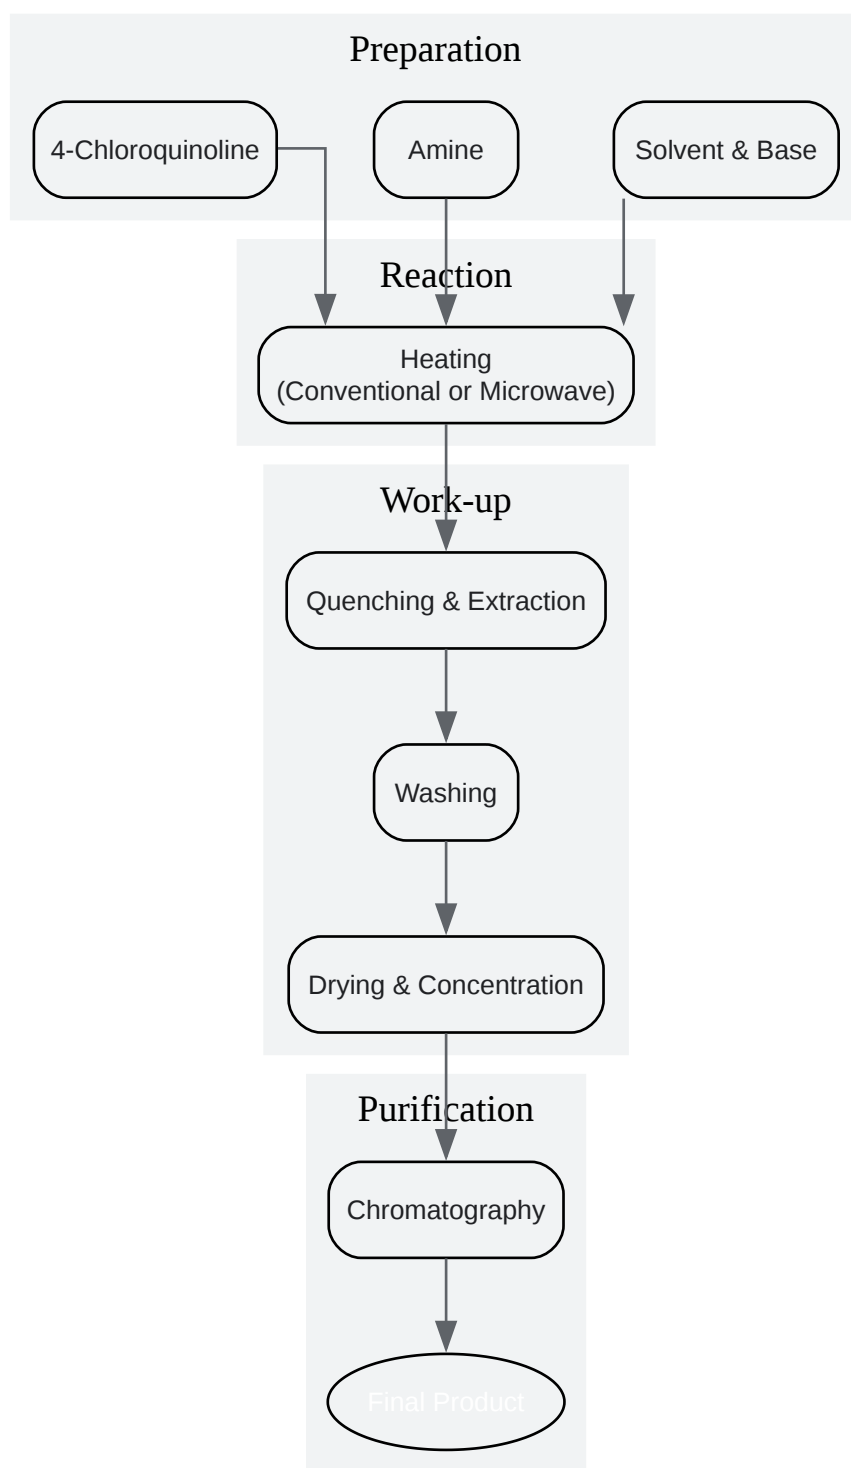 Preparation
4-Chloroquinoline
Amine
Solvent & Base
Reaction
Heating
(Conventional or Microwave)
Work-up
Quenching & Extraction
Washing
Drying & Concentration
Purification
Chromatography
Final Product